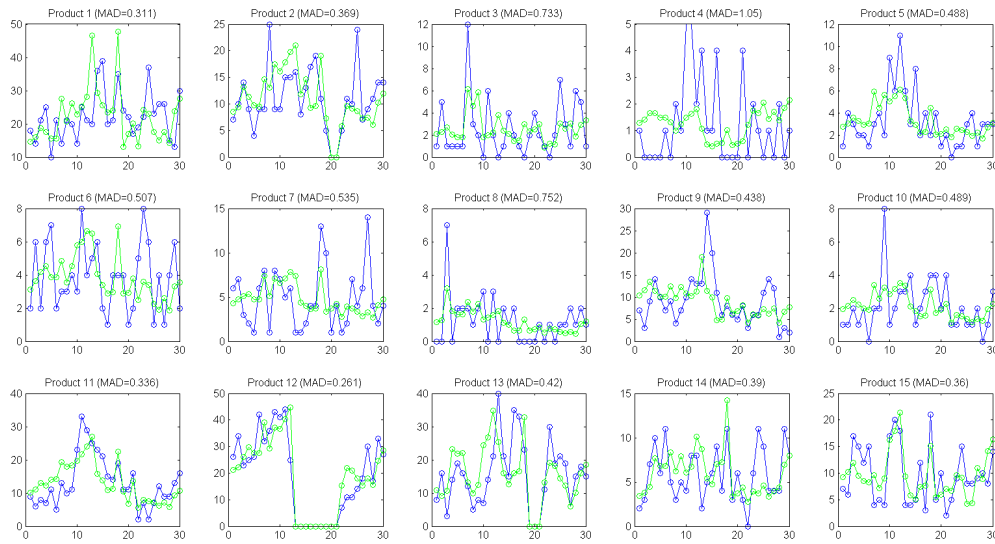 Product 1 (MAD=0.311)
50
40
30
20
10
0 10 20 30
Product 2 (MAD=0.369)
25
20
15
10
5
0
0 10 20 30
Product 3 (MAD=0.733)
12
10
8
6
4
2
0
0 10 20 30
Product 4 (MAD=1.05)
5
4
3
2
1
0
0 10 20 30
Product 5 (MAD=0.488)
12
10
8
6
4
2
0
0 10 20 30
Product 6 (MAD=0.507)
8
6
4
2
0
0 10 20 30
Product 7 (MAD=0.535)
15
10
5
0
0 10 20 30
Product 8 (MAD=0.752)
8
6
4
2
0
0 10 20 30
Product 9 (MAD=0.438)
30
25
20
15
10
5
0
0 10 20 30
Product 10 (MAD=0.489)
8
6
4
2
0
0 10 20 30
Product 11 (MAD=0.336)
40
30
20
10
0
0 10 20 30
Product 12 (MAD=0.261)
50
40
30
20
10
0
0 10 20 30
Product 13 (MAD=0.42)
40
30
20
10
0
0 10 20 30
Product 14 (MAD=0.39)
15
10
5
0
0 10 20 30
Product 15 (MAD=0.36)
25
20
15
10
5
0
0 10 20 30